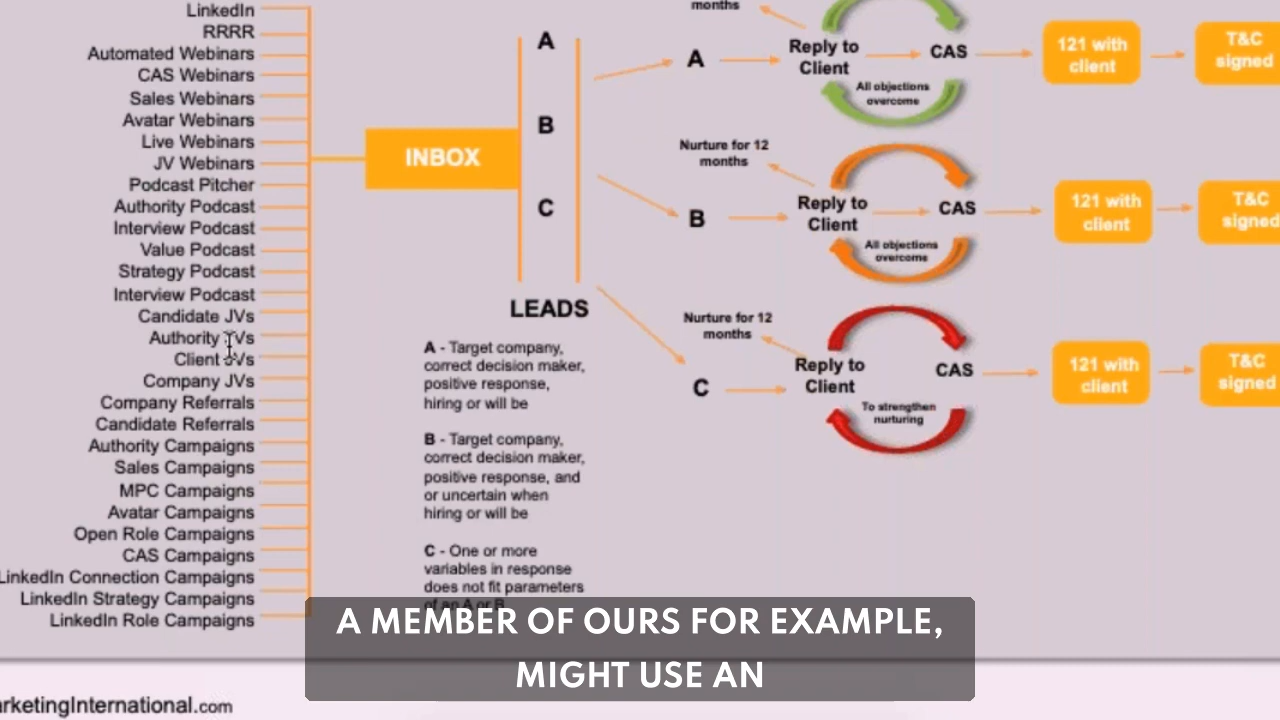 LinkedIn
RRRR
Automated Webinars
CAS Webinars
Sales Webinars
Avatar Webinars
Live Webinars
JV Webinars
Podcast Pitcher
Authority Podcast
Interview Podcast
Value Podcast
Strategy Podcast
Interview Podcast
Candidate JVs
Authority JVs
Client JVs
Company JVs
Company Referrals
Candidate Referrals
Authority Campaigns
Sales Campaigns
MPC Campaigns
Avatar Campaigns
Open Role Campaigns
CAS Campaigns
LinkedIn Connection Campaigns
LinkedIn Strategy Campaigns
LinkedIn Role Campaigns
INBOX
A
B
C
LEADS
A - Target company,
correct decision maker,
positive response,
hiring or will be
B - Target company,
correct decision maker,
positive response, and
or uncertain when
hiring or will be
C - One or more
variables in response
does not fit parameters
of an A or B
months
A
Reply to
Client
CAS
All objections
overcome
121 with
client
T&C
signed
Nurture for 12
months
B
Reply to
Client
CAS
All objections
overcome
121 with
client
T&C
signed
Nurture for 12
months
C
Reply to
Client
CAS
To strengthen
nurturing
121 with
client
T&C
signed
A MEMBER OF OURS FOR EXAMPLE,
MIGHT USE AN
arketingInternational.com